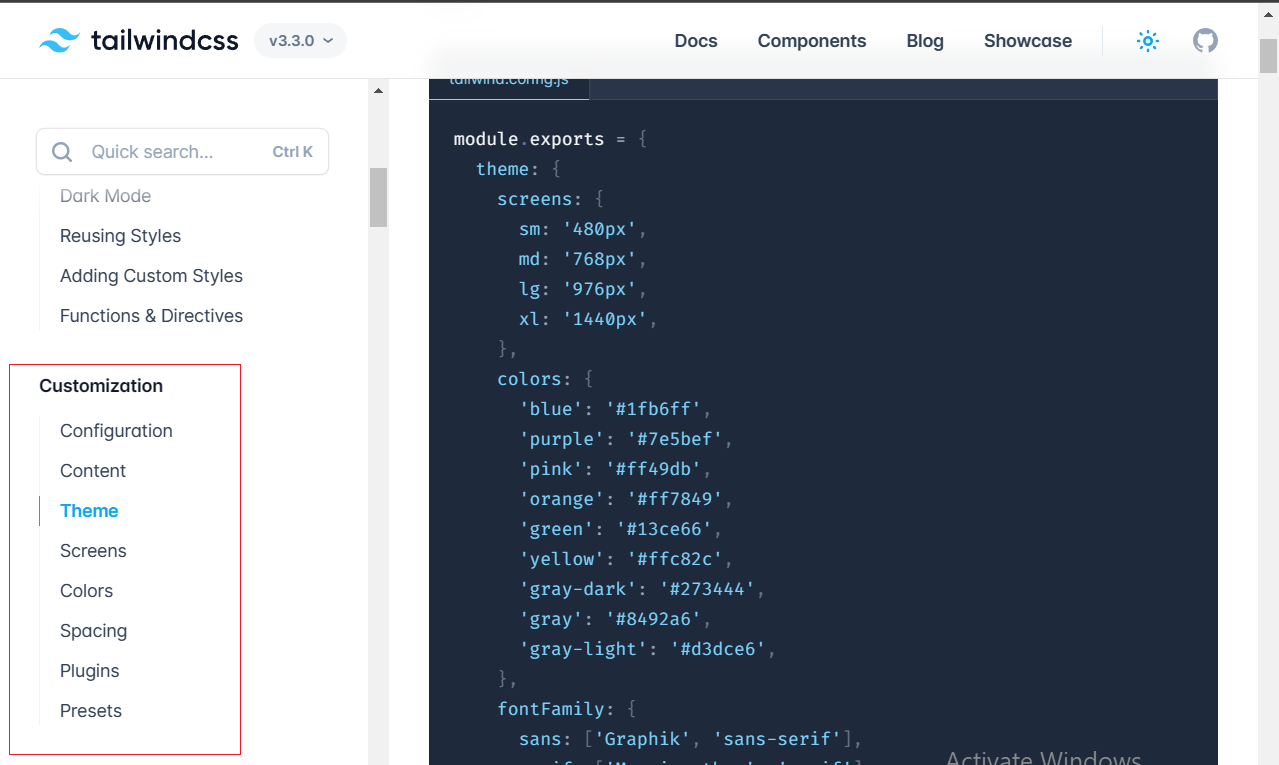 tailwindcss
v3.3.0
Docs
Components
Blog
Showcase
Quick search...
Ctrl K
Dark Mode
Reusing Styles
Adding Custom Styles
Functions & Directives
Customization
Configuration
Content
Theme
Screens
Colors
Spacing
Plugins
Presets
tailwind.config.js
module.exports = {
theme: {
screens: {
sm: '480px',
md: '768px',
lg: '976px',
xl: '1440px',
},
colors: {
'blue': '#1fb6ff',
'purple': '#7e5bef',
'pink': '#ff49db',
'orange': '#ff7849',
'green': '#13ce66',
'yellow': '#ffc82c',
'gray-dark': '#273444',
'gray': '#8492a6',
'gray-light': '#d3dce6',
},
fontFamily: {
sans: ['Graphik', 'sans-serif'],
Activate Windows